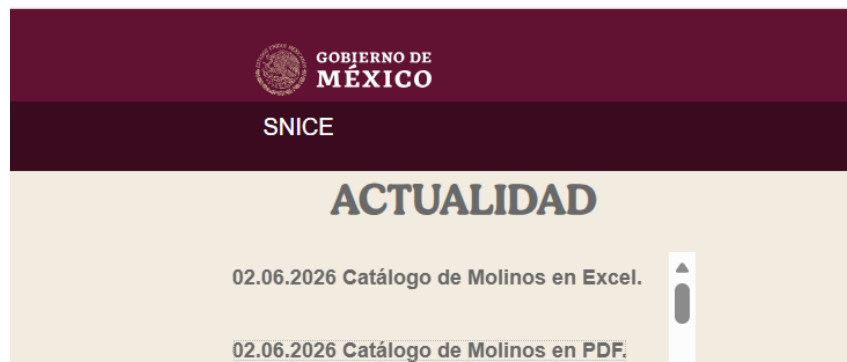 GOBIERNO DE
MÉXICO
SNICE
ACTUALIDAD
02.06.2026 Catálogo de Molinos en Excel.
02.06.2026 Catálogo de Molinos en PDF.